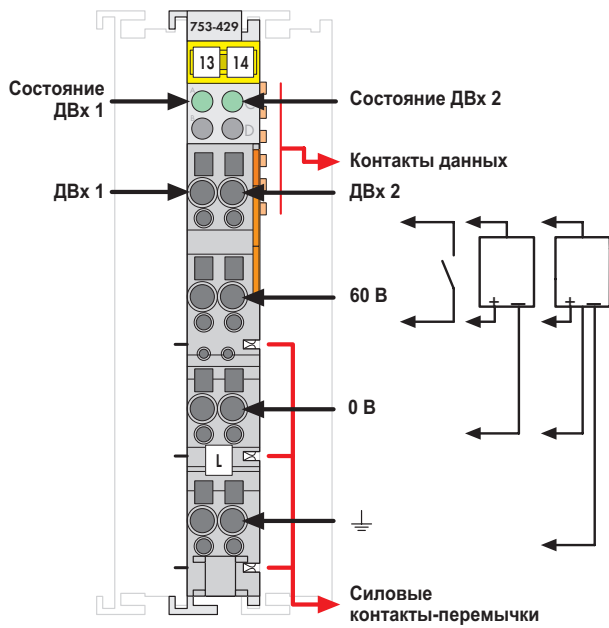 753-429
13 14
Состояние
ДВх 1
Состояние ДВх 2
A
C
B
D
Контакты данных
ДВх 1
ДВх 2
60 В
+ –
+ –
0 В
L
Силовые
контакты-перемычки